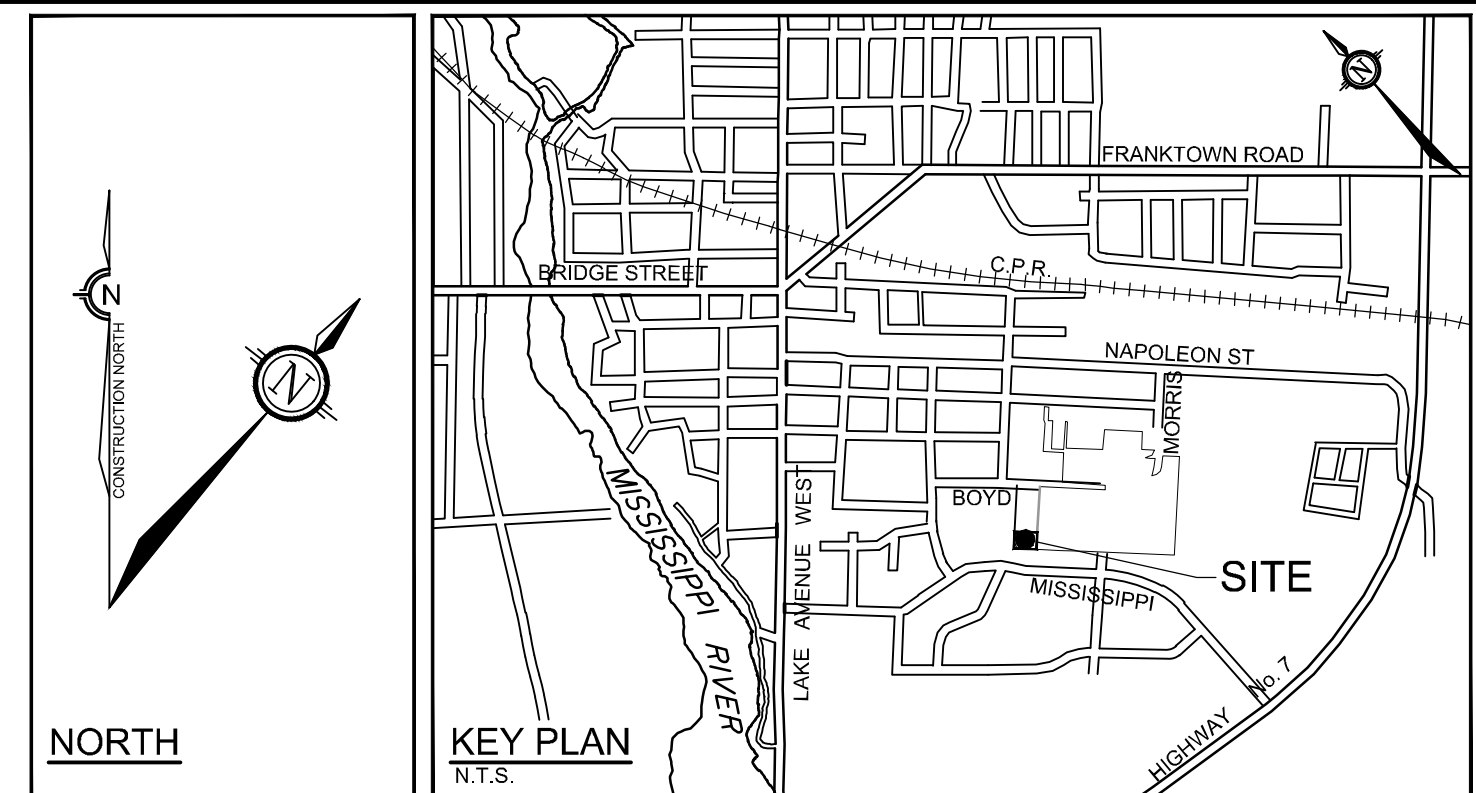 N
CONSTRUCTION NORTH
N
NORTH
N
FRANKTOWN ROAD
C.P.R.
BRIDGE STREET
NAPOLEON ST
MORRIS
BOYD
LAKE AVENUE WEST
MISSISSIPPI RIVER
SITE
MISSISSIPPI
HIGHWAY No. 7
KEY PLAN
N.T.S.